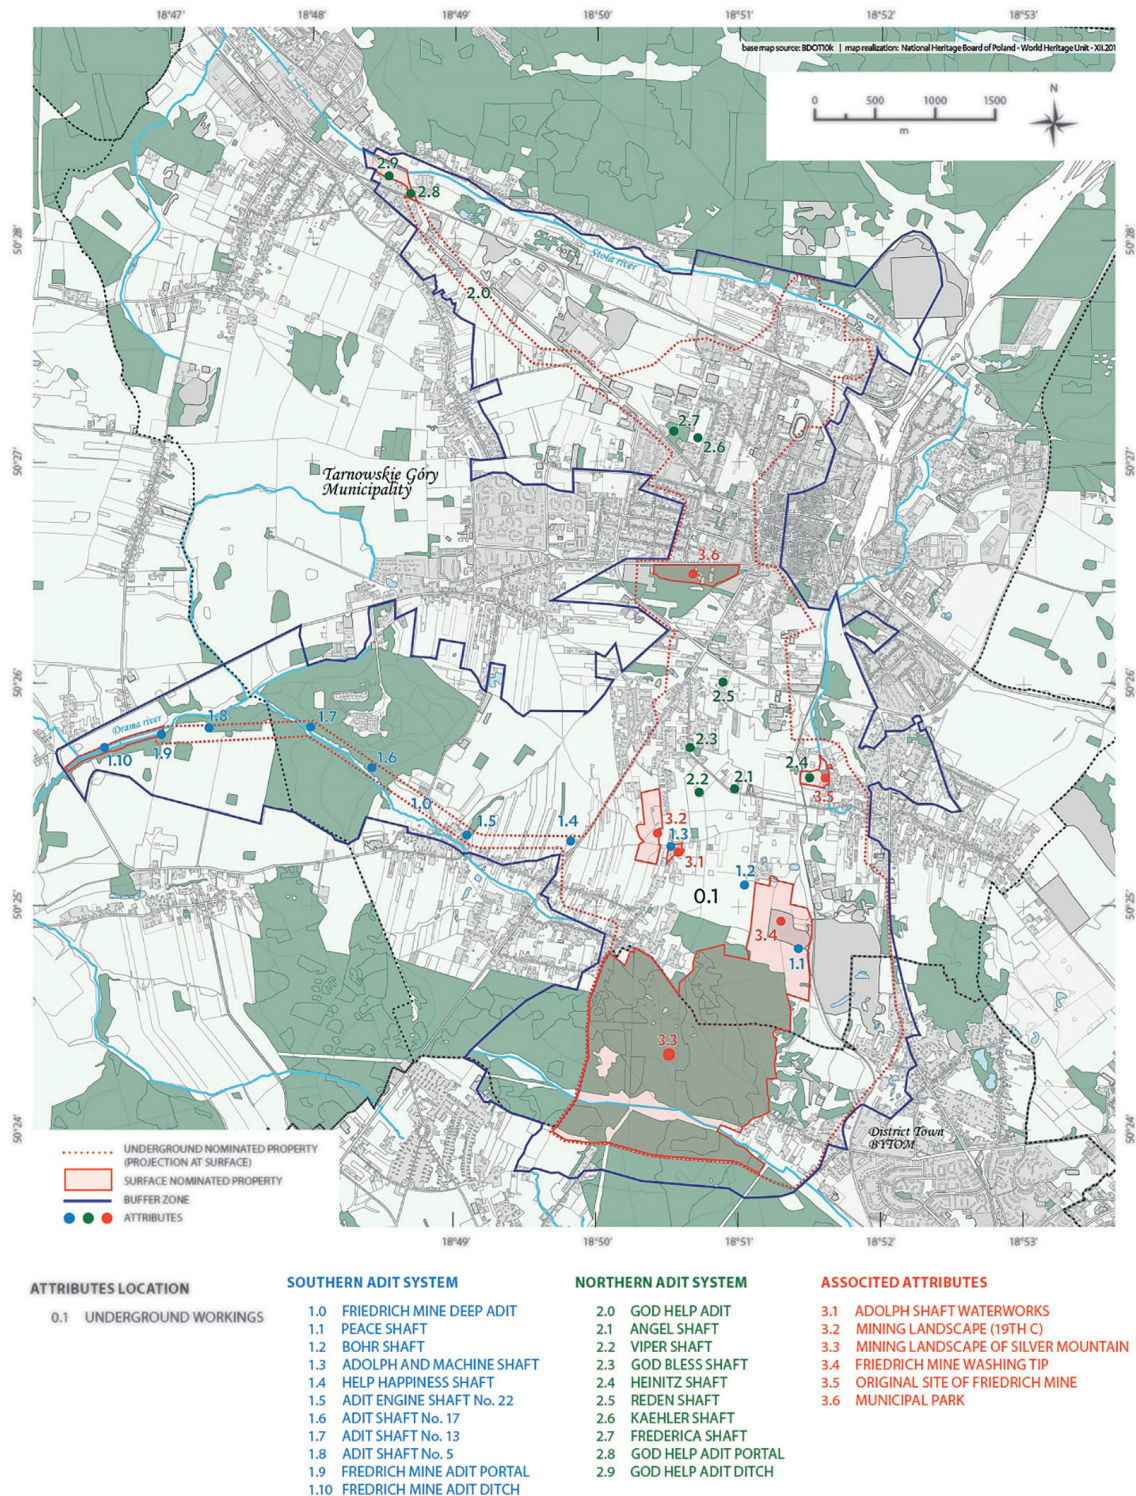 18°47' 18°48' 18°49' 18°50' 18°51' 18°52' 18°53'
base map source: BDOT10k | map realization: National Heritage Board of Poland - World Heritage Unit - XII.201
N
0 500 1000 1500
m
2.9
2.8
50°28' 50°28'
Stoła river
2.0
2.7
2.6
50°27' 50°27'
Tarnowskie Góry
Municipality
3.6
50°26' 50°26'
2.5
Drama river
1.8
1.7
1.10
1.9
2.3
1.6
2.4
2.2
2.1
3.5
1.0
1.5
1.4
3.2
1.3
3.1
1.2
0.1
50°25' 50°25'
3.4
1.1
3.3
50°24' 50°24'
District Town
BYTOM
UNDERGROUND NOMINATED PROPERTY
(PROJECTION AT SURFACE)
SURFACE NOMINATED PROPERTY
BUFFER ZONE
ATTRIBUTES
18°49' 18°50' 18°51' 18°52' 18°53'
ATTRIBUTES LOCATION
0.1 UNDERGROUND WORKINGS
SOUTHERN ADIT SYSTEM
1.0 FRIEDRICH MINE DEEP ADIT
1.1 PEACE SHAFT
1.2 BOHR SHAFT
1.3 ADOLPH AND MACHINE SHAFT
1.4 HELP HAPPINESS SHAFT
1.5 ADIT ENGINE SHAFT No. 22
1.6 ADIT SHAFT No. 17
1.7 ADIT SHAFT No. 13
1.8 ADIT SHAFT No. 5
1.9 FREDRICH MINE ADIT PORTAL
1.10 FREDRICH MINE ADIT DITCH
NORTHERN ADIT SYSTEM
2.0 GOD HELP ADIT
2.1 ANGEL SHAFT
2.2 VIPER SHAFT
2.3 GOD BLESS SHAFT
2.4 HEINITZ SHAFT
2.5 REDEN SHAFT
2.6 KAEHLER SHAFT
2.7 FREDERICA SHAFT
2.8 GOD HELP ADIT PORTAL
2.9 GOD HELP ADIT DITCH
ASSOCITED ATTRIBUTES
3.1 ADOLPH SHAFT WATERWORKS
3.2 MINING LANDSCAPE (19TH C)
3.3 MINING LANDSCAPE OF SILVER MOUNTAIN
3.4 FRIEDRICH MINE WASHING TIP
3.5 ORIGINAL SITE OF FRIEDRICH MINE
3.6 MUNICIPAL PARK